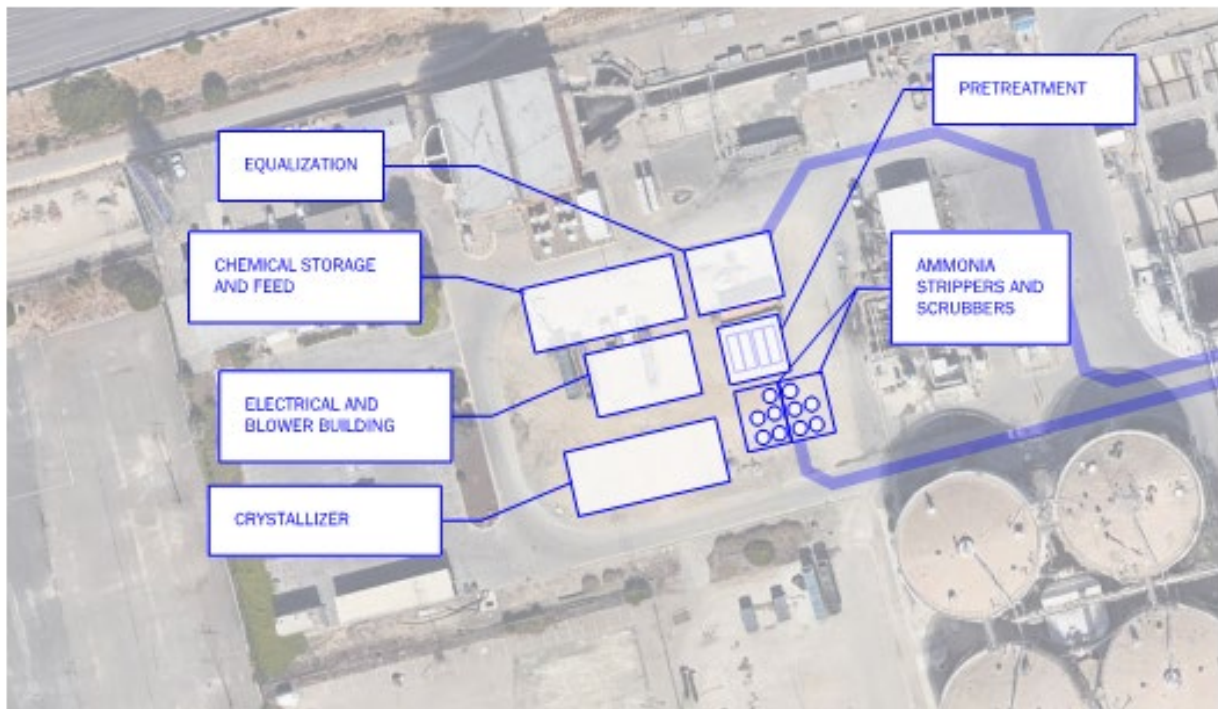 PRETREATMENT
EQUALIZATION
CHEMICAL STORAGE
AND FEED
AMMONIA
STRIPPERS AND
SCRUBBERS
ELECTRICAL AND
BLOWER BUILDING
CRYSTALLIZER